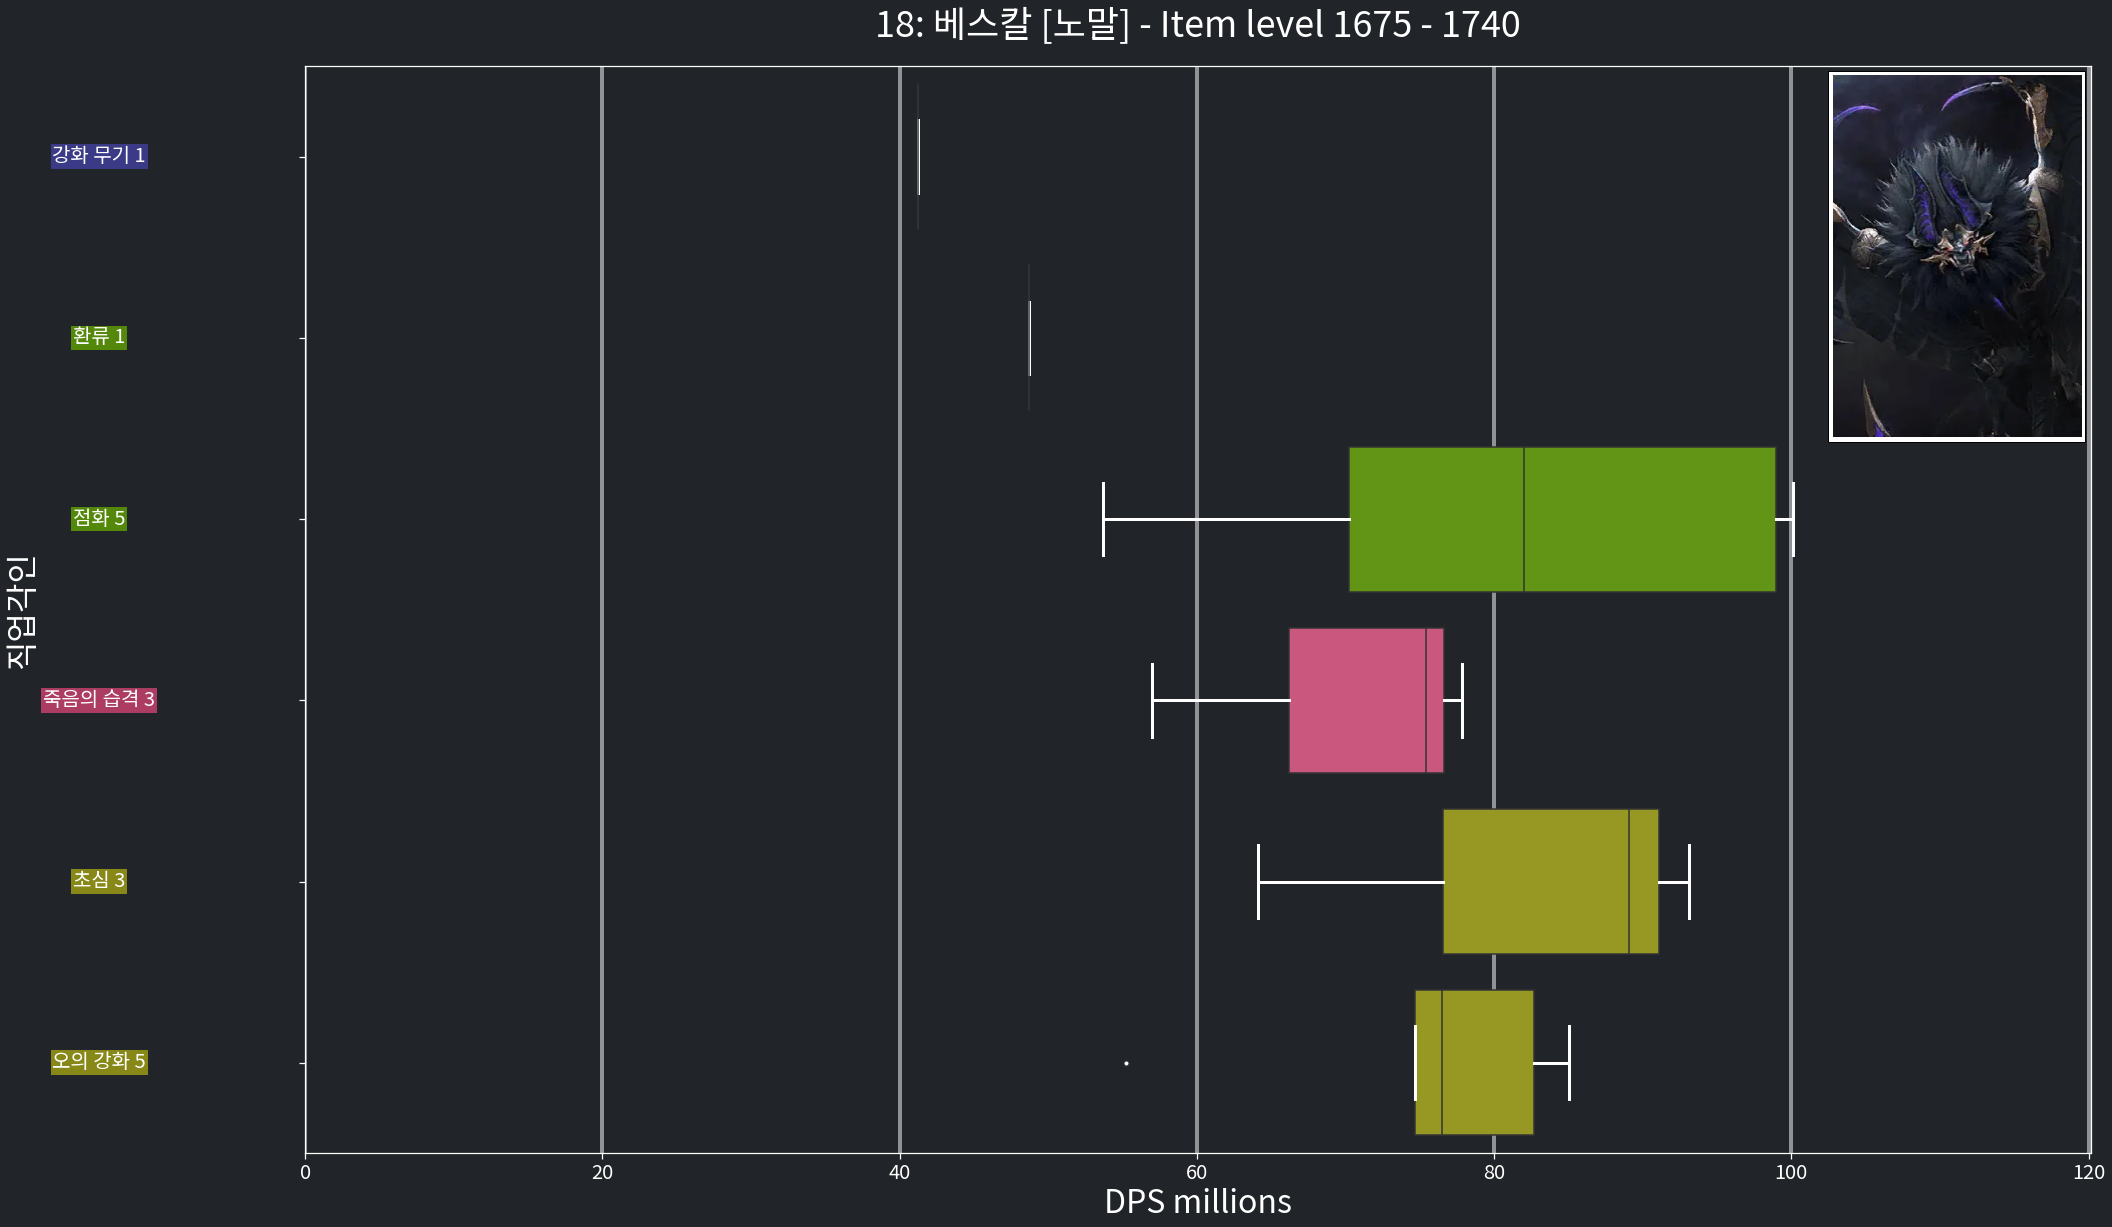 18: 베스칼 [노말] - Item level 1675 - 1740
직업각인
강화 무기 1
환류 1
점화 5
죽음의 습격 3
초심 3
오의 강화 5
0 20 40 60 80 100 120
DPS millions